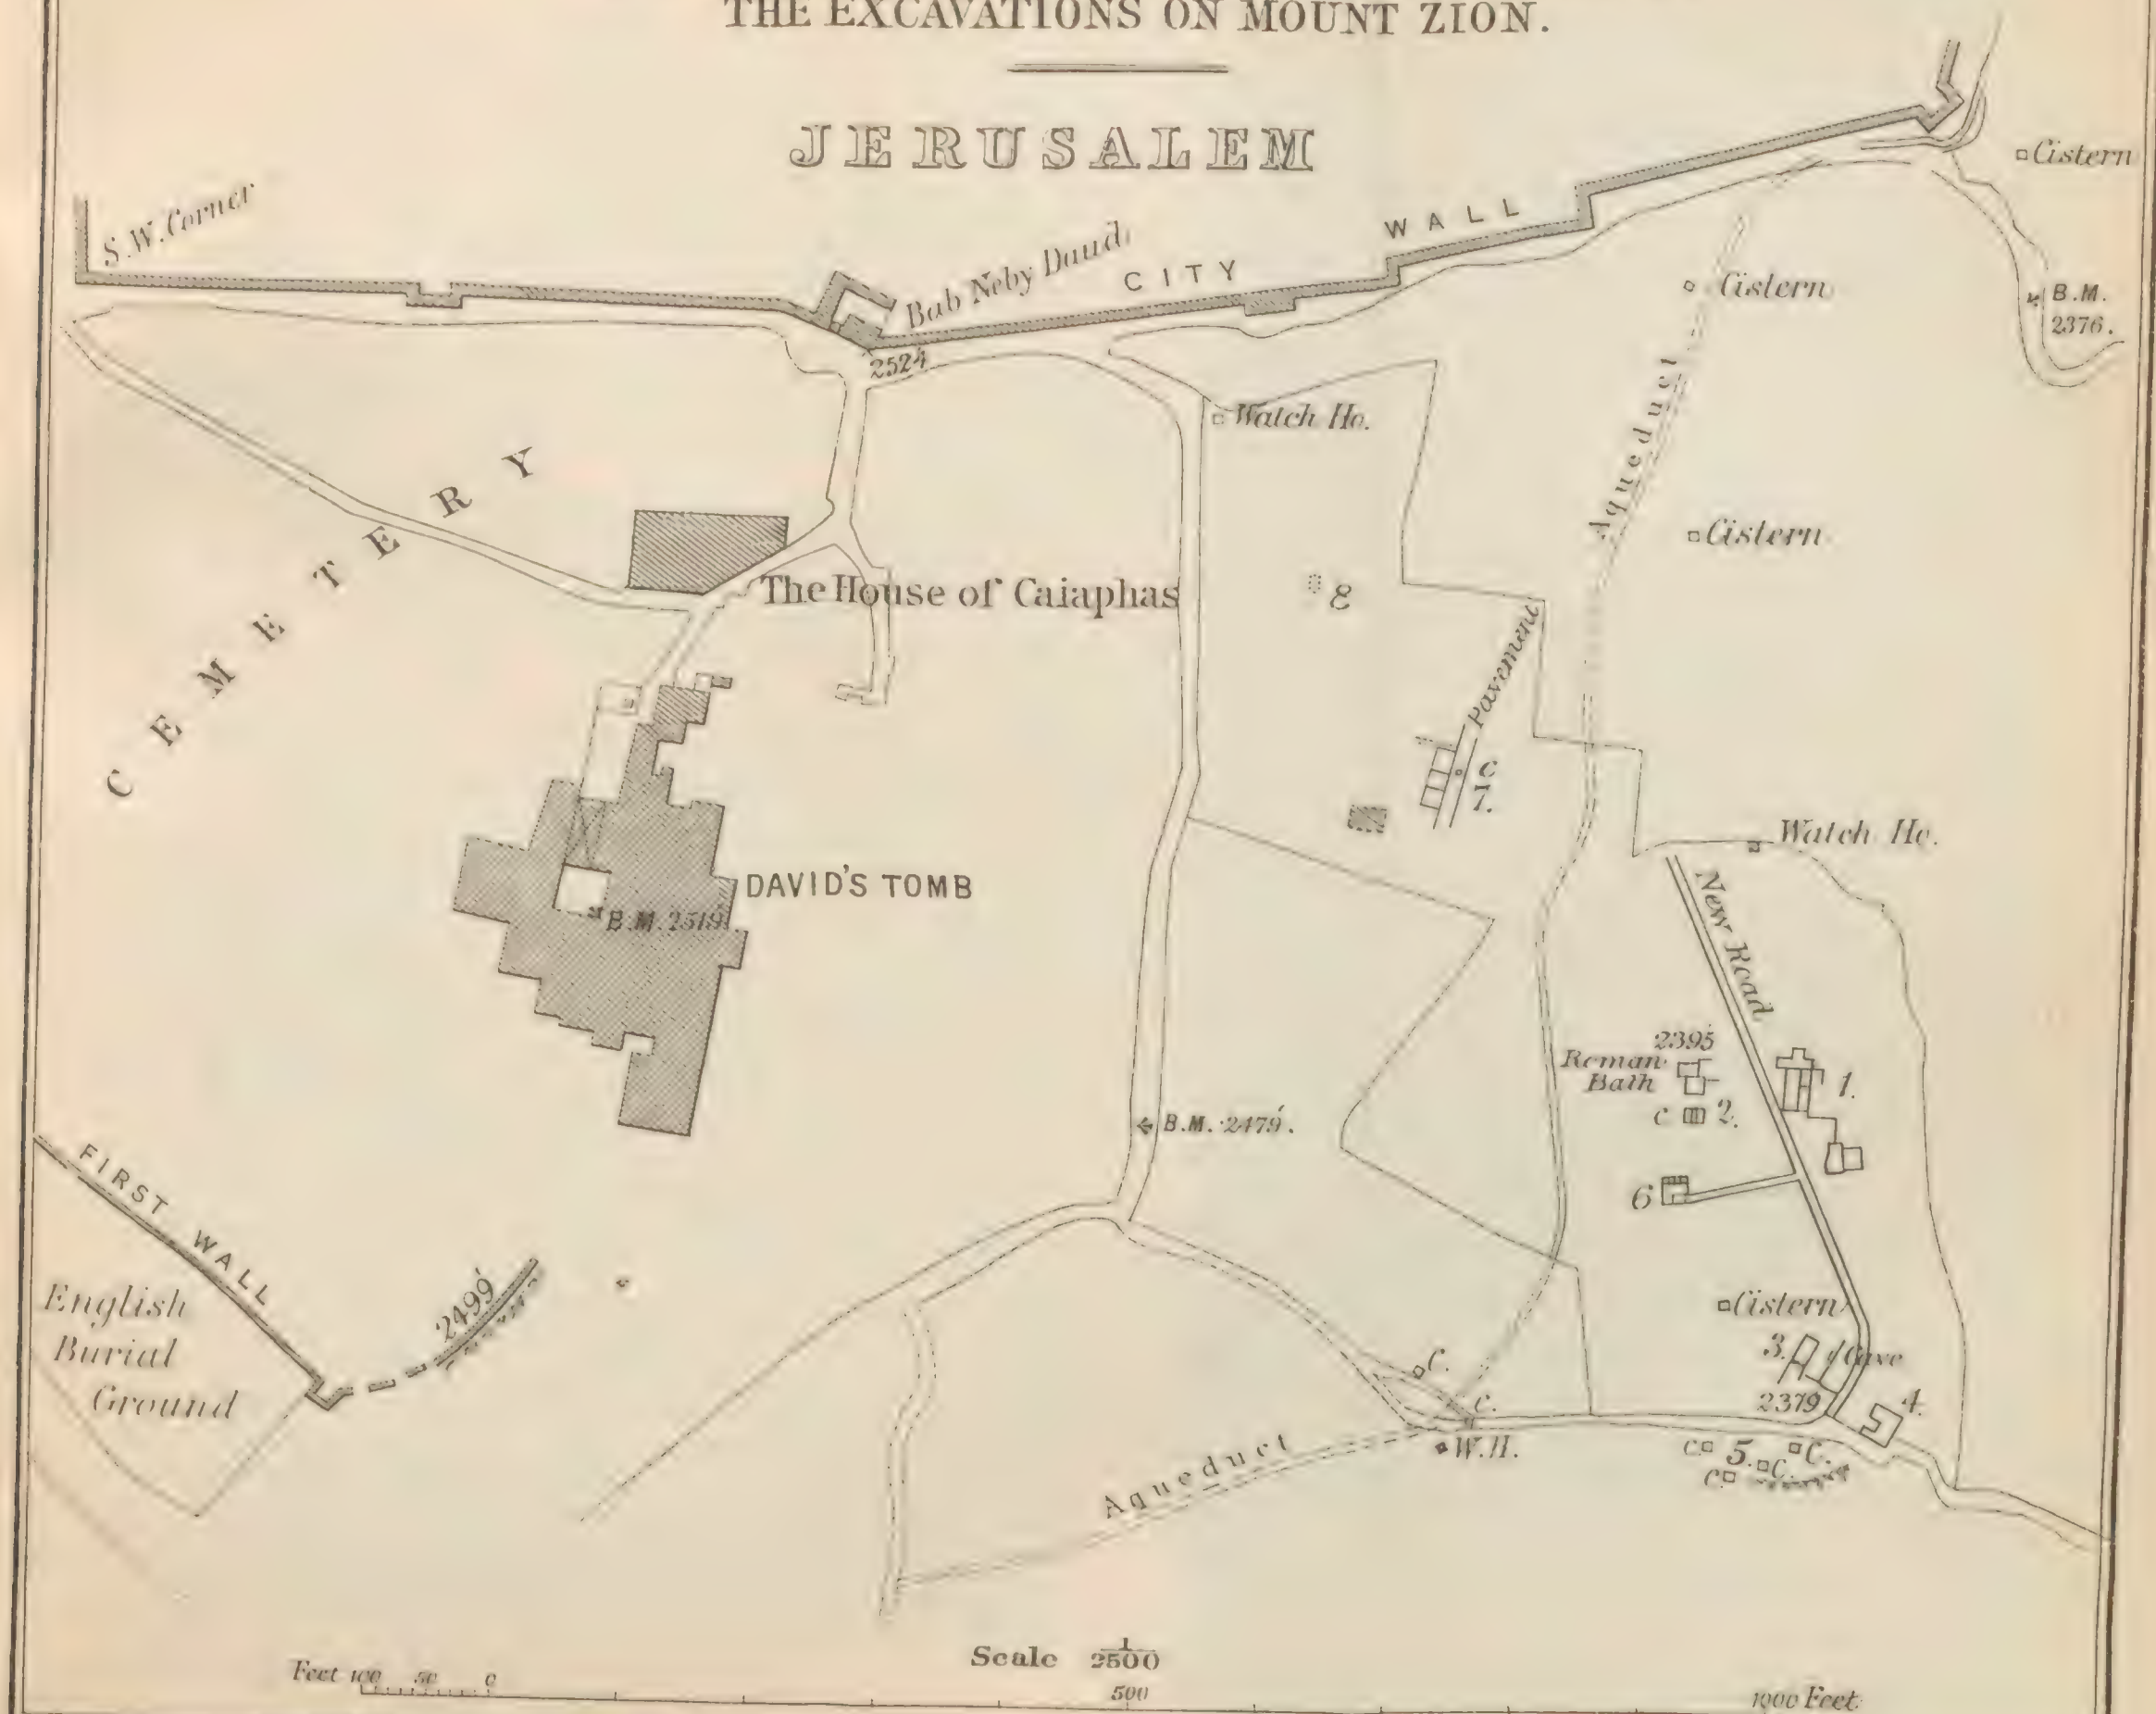 THE EXCAVATIONS ON MOUNT ZION.
JERUSALEM
Cistern
S.W. Corner
Bab Neby Daud
CITY WALL
Cistern
B.M.
2376.
2524
Watch Ho.
Aqueduct
CEMETERY
Cistern
The House of Caiaphas
8
Pavement
C.
7.
Watch Ho.
DAVID'S TOMB
B.M. 2519
New Road
2395
Roman
Bath
1.
C 2.
B.M. 2479.
FIRST WALL
6
2499
English
Burial
Ground
Cistern
3.
Cave
C.
2379
4.
C.
W.H.
C 5. C.
C.
C
Aqueduct
Scale 1/2500
Feet 100 50 0
500
1000 Feet